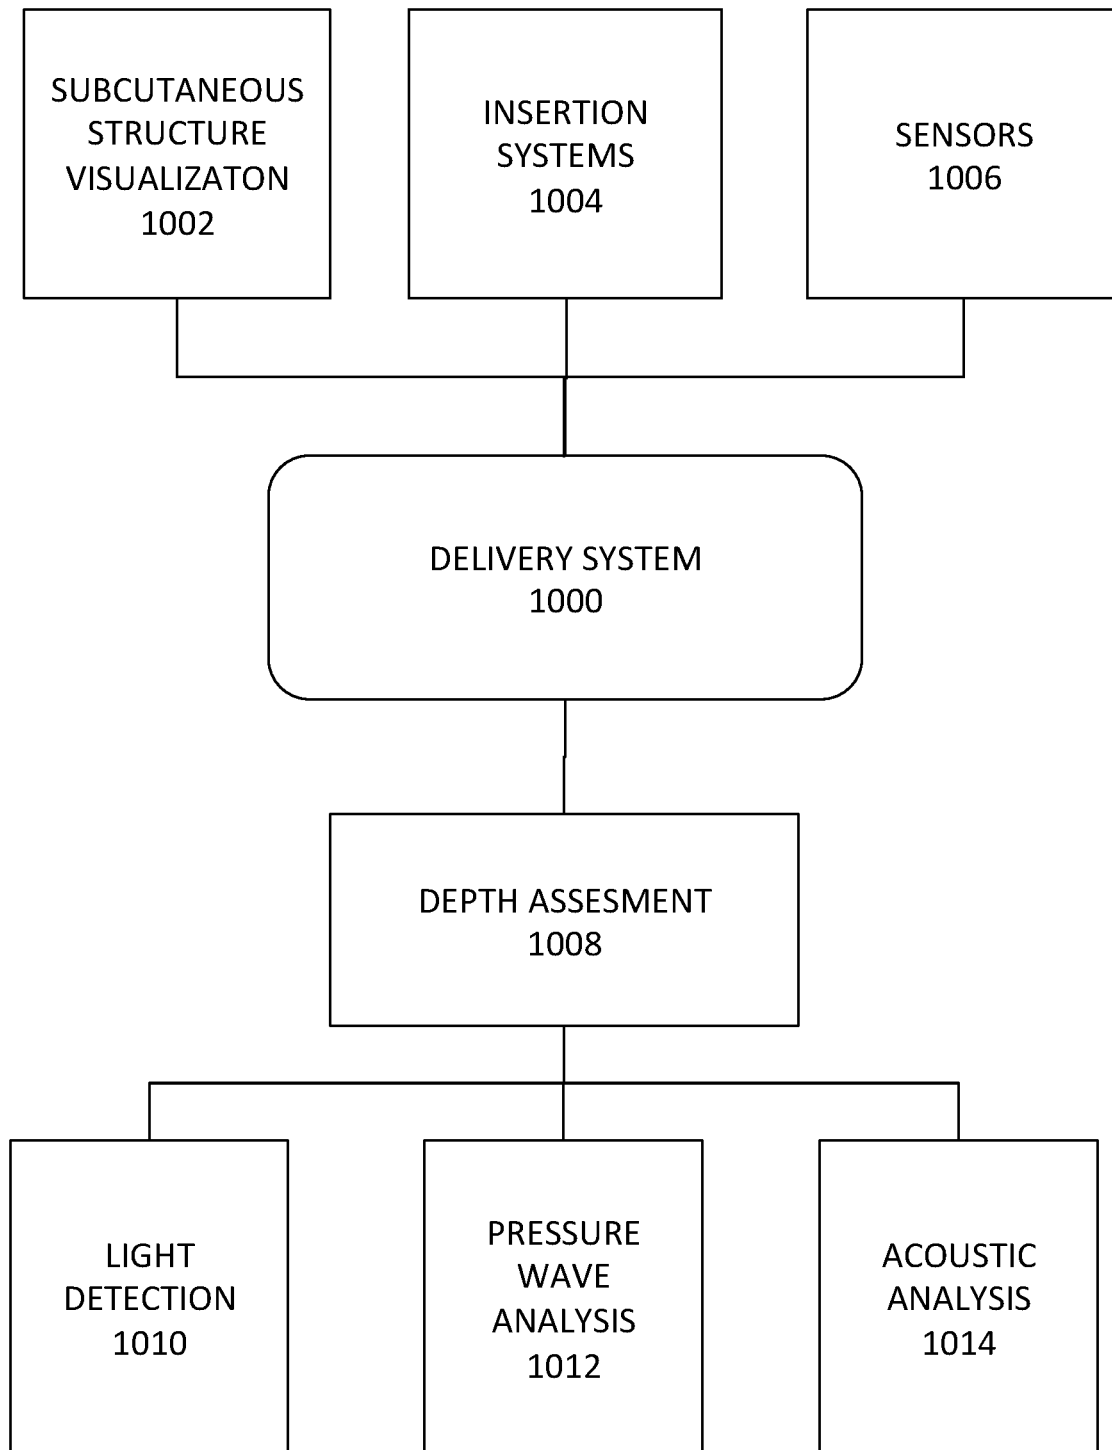 SUBCUTANEOUS
STRUCTURE
VISUALIZATON
1002
INSERTION
SYSTEMS
1004
SENSORS
1006
DELIVERY SYSTEM
1000
DEPTH ASSESMENT
1008
LIGHT
DETECTION
1010
PRESSURE
WAVE
ANALYSIS
1012
ACOUSTIC
ANALYSIS
1014